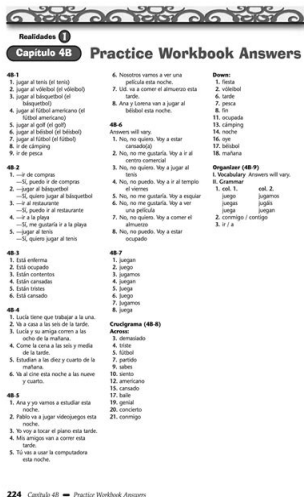 Realidades 1
Capítulo 4B
Practice Workbook Answers
4B-1
1. jugar al tenis (el tenis)
2. jugar al vóleibol (el vóleibol)
3. jugar al básquetbol (el
básquetbol)
4. jugar al fútbol americano (el
fútbol americano)
5. jugar al golf (el golf)
6. jugar al béisbol (el béisbol)
7. jugar al fútbol (el fútbol)
8. ir de cámping
9. ir de pesca
4B-2
1. —ir de compras
—Sí, puedo ir de compras
2. —jugar al básquetbol
—Sí, quiero jugar al básquetbol
3. —ir al restaurante
—Sí, puedo ir al restaurante
4. —ir a la playa
—Sí, me gustaría ir a la playa
5. —jugar al tenis
—Sí, quiero jugar al tenis
4B-3
1. Está enferma
2. Está ocupado
3. Están contentos
4. Están cansadas
5. Están tristes
6. Está cansado
4B-4
1. Lucía tiene que trabajar a la una.
2. Va a casa a las seis de la tarde.
3. Lucía y su amiga corren a las
ocho de la mañana.
4. Come la cena a las seis y media
de la tarde.
5. Estudian a las diez y cuarto de la
mañana.
6. Va al cine esta noche a las nueve
y cuarto.
4B-5
1. Ana y yo vamos a estudiar esta
noche.
2. Pablo va a jugar videojuegos esta
noche.
3. Yo voy a tocar el piano esta tarde.
4. Mis amigos van a correr esta
tarde.
5. Tú vas a usar la computadora
esta noche.
6. Nosotros vamos a ver una
película esta noche.
7. Ud. va a comer el almuerzo esta
tarde.
8. Ana y Lorena van a jugar al
béisbol esta noche.
4B-6
Answers will vary.
1. No, no quiero. Voy a estar
cansado(a)
2. No, no me gustaría. Voy a ir al
centro comercial
3. No, no quiero. Voy a jugar al
tenis
4. No, no puedo. Voy a ir al templo
el viernes
5. No, no me gustaría. Voy a esquiar
6. No, no me gustaría. Voy a ver
una película
7. No, no quiero. Voy a comer el
almuerzo
8. No, no puedo. Voy a estar
ocupado
4B-7
1. juegan
2. juego
3. jugamos
4. juegan
5. Juega
6. Juego
7. Jugamos
8. juega
Crucigrama (4B-8)
Across:
3. demasiado
4. triste
5. fútbol
7. partido
9. sabes
10. siento
12. americano
15. cansado
17. baile
19. genial
20. concierto
21. conmigo
Down:
1. fiesta
2. vóleibol
6. tarde
7. pesca
8. fin
11. ocupada
13. cámping
14. noche
16. oye
17. béisbol
18. mañana
Organizer (4B-9)
I. Vocabulary Answers will vary.
II. Grammar
1. col. 1. col. 2.
juego jugamos
juegas jugáis
juega juegan
2. conmigo / contigo
3. ir / a
224 Capítulo 4B — Practice Workbook Answers